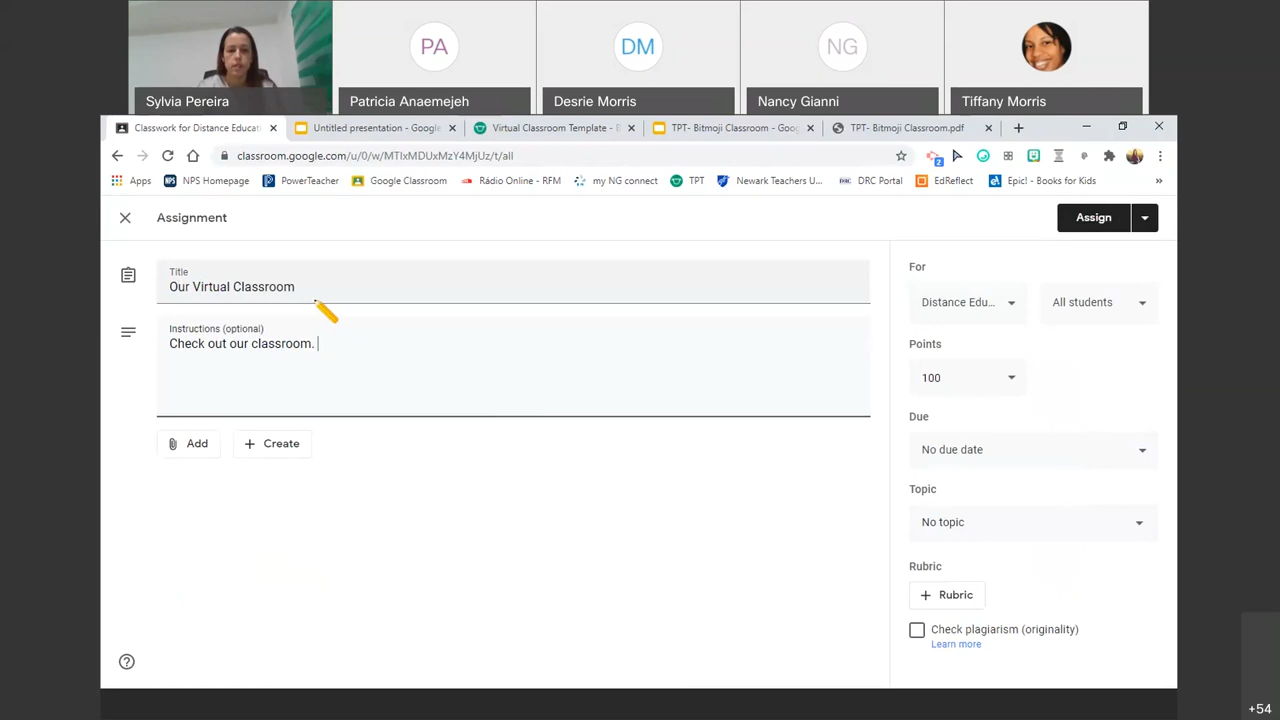 PA
DM
NG
Sylvia Pereira
Patricia Anaemejeh
Desrie Morris
Nancy Gianni
Tiffany Morris
Classwork for Distance Educati
Untitled presentation - Google
Virtual Classroom Template - B
TPT- Bitmoji Classroom - Goog
TPT- Bitmoji Classroom.pdf
classroom.google.com/u/0/w/MTIxMDUxMzY4MjUz/t/all
2
Apps
NPS Homepage
PowerTeacher
Google Classroom
Rádio Online - RFM
my NG connect
TPT
Newark Teachers U...
DRC Portal
EdReflect
Epic! - Books for Kids
»
Assignment
Assign
Title
Our Virtual Classroom
Instructions (optional)
Check out our classroom.
Add
Create
For
Distance Edu...
All students
Points
100
Due
No due date
Topic
No topic
Rubric
Rubric
Check plagiarism (originality)
Learn more
+54